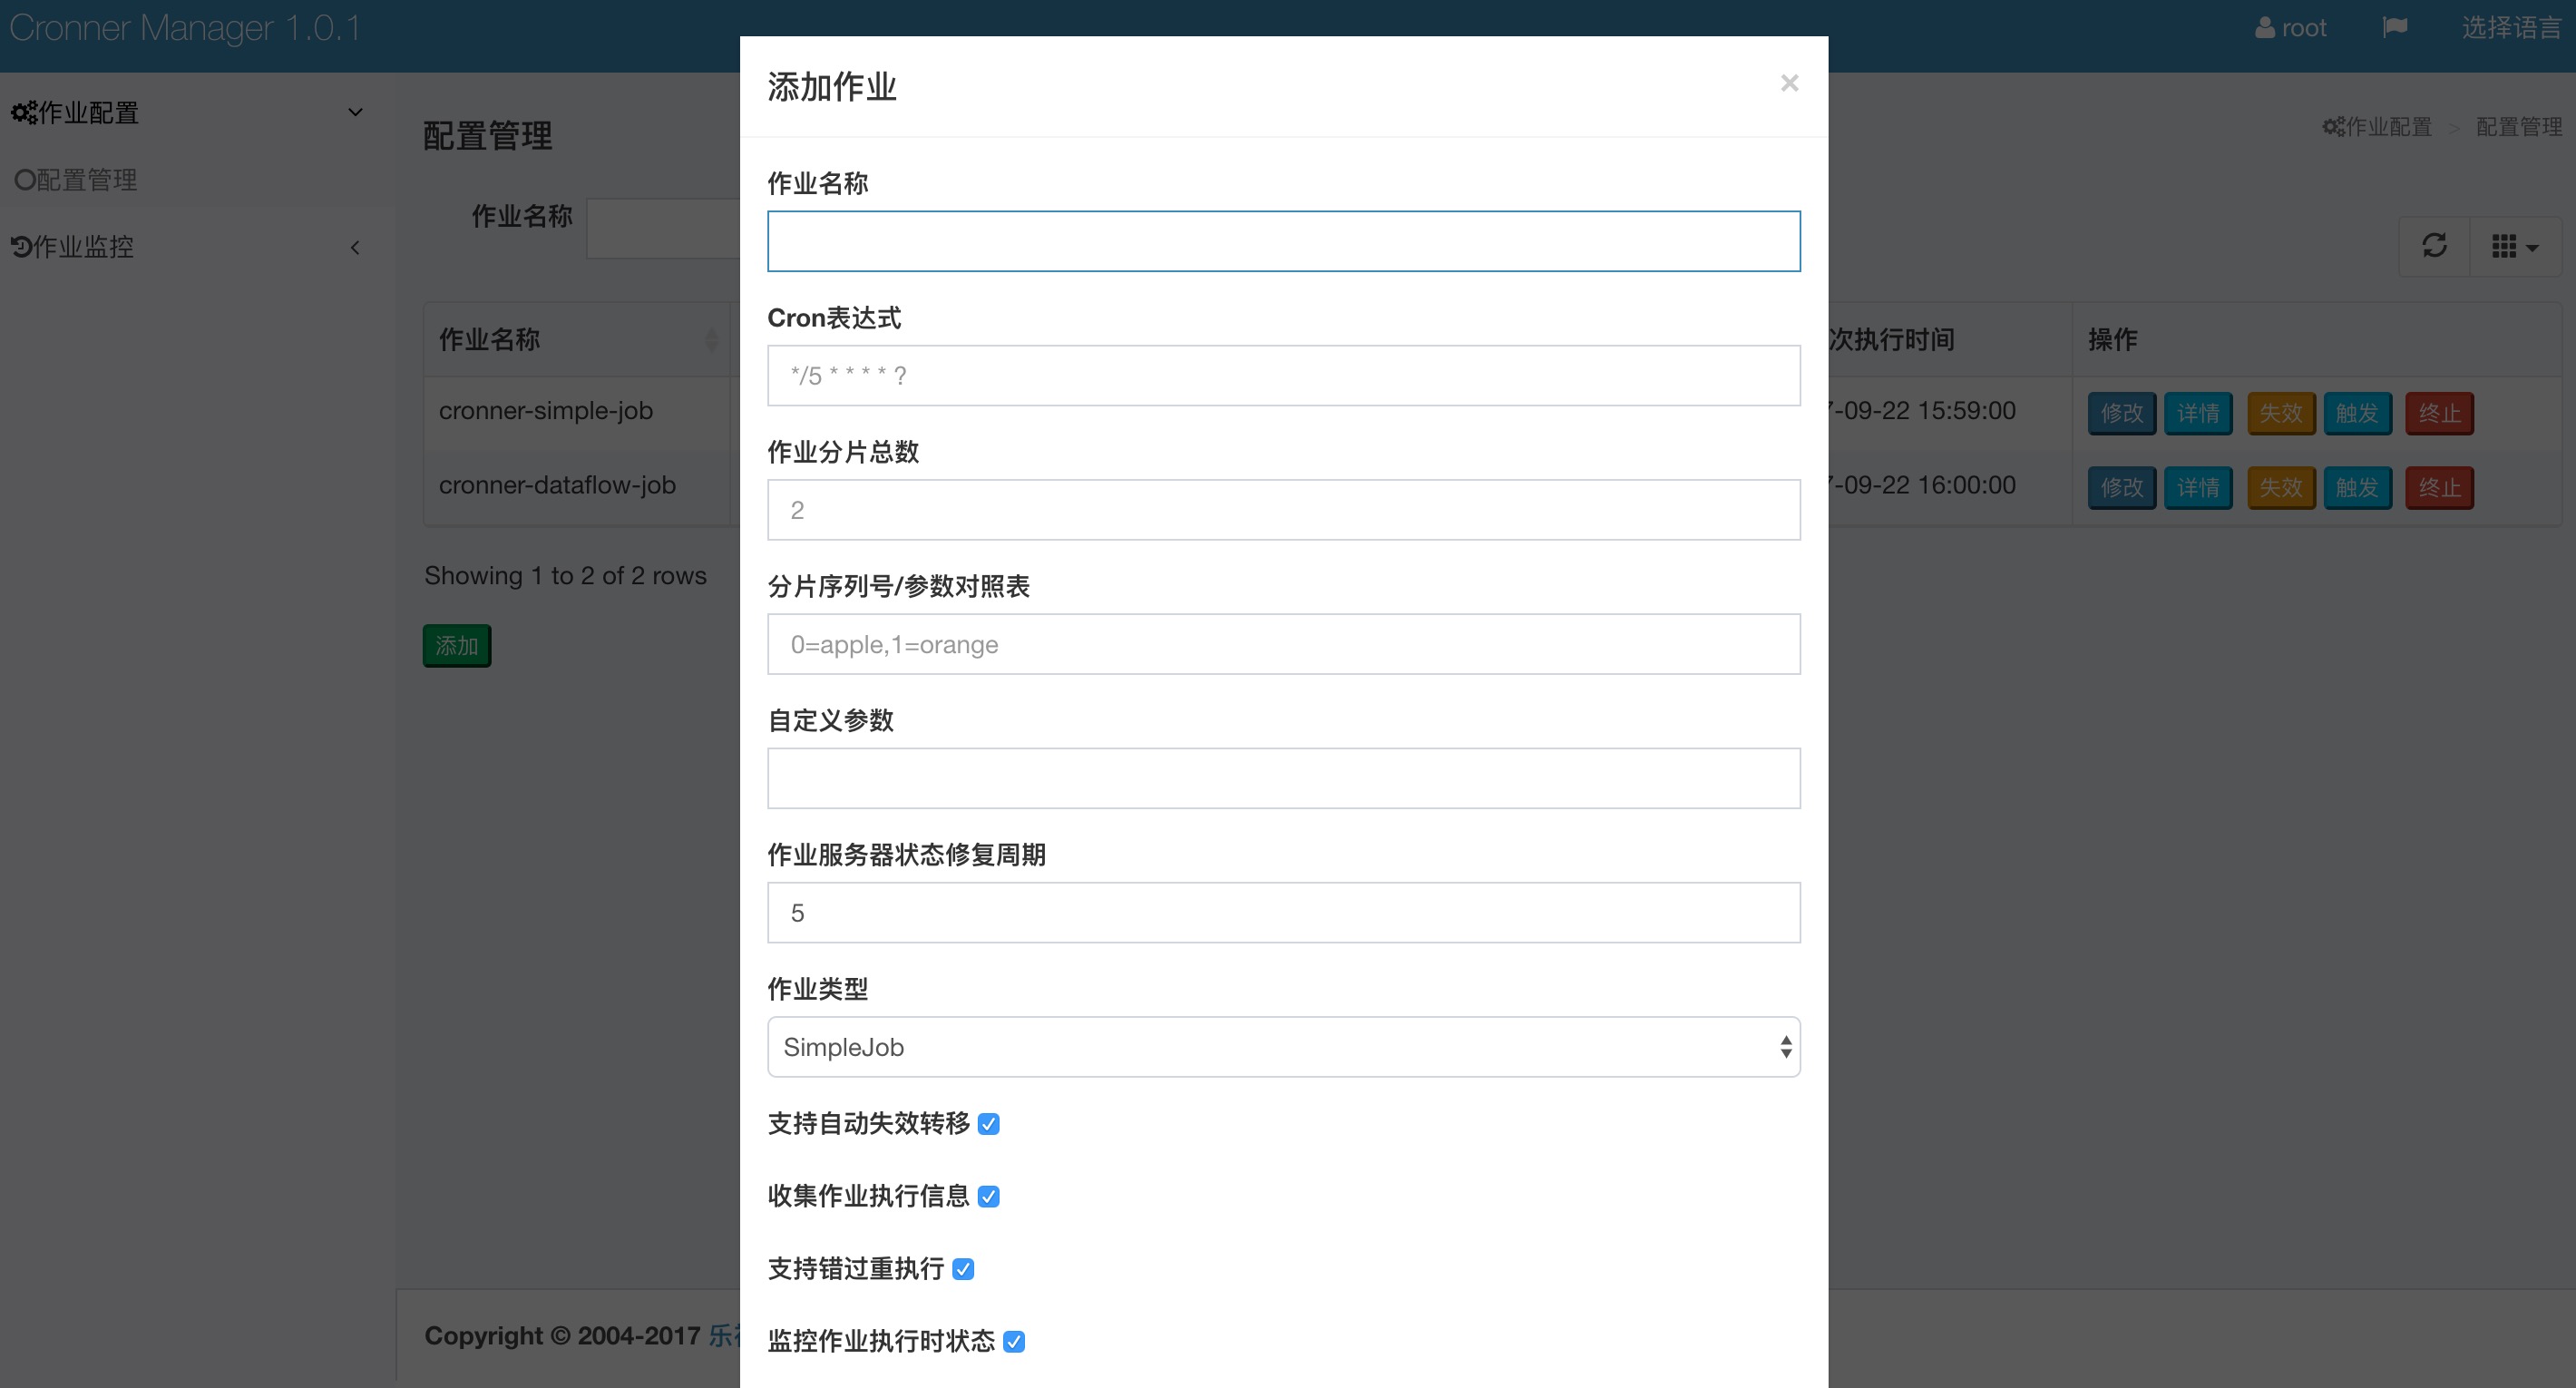 Cronner Manager 1.0.1
root
选择语言
作业配置
配置管理
作业监控
配置管理
作业配置 > 配置管理
作业名称
作业名称
次执行时间
操作
cronner-simple-job
-09-22 15:59:00
修改 详情 失效 触发 终止
cronner-dataflow-job
-09-22 16:00:00
修改 详情 失效 触发 终止
Showing 1 to 2 of 2 rows
添加
Copyright © 2004-2017 乐
添加作业
×
作业名称
Cron表达式
*/5 * * * * ?
作业分片总数
2
分片序列号/参数对照表
0=apple,1=orange
自定义参数
作业服务器状态修复周期
5
作业类型
SimpleJob
支持自动失效转移
收集作业执行信息
支持错过重执行
监控作业执行时状态